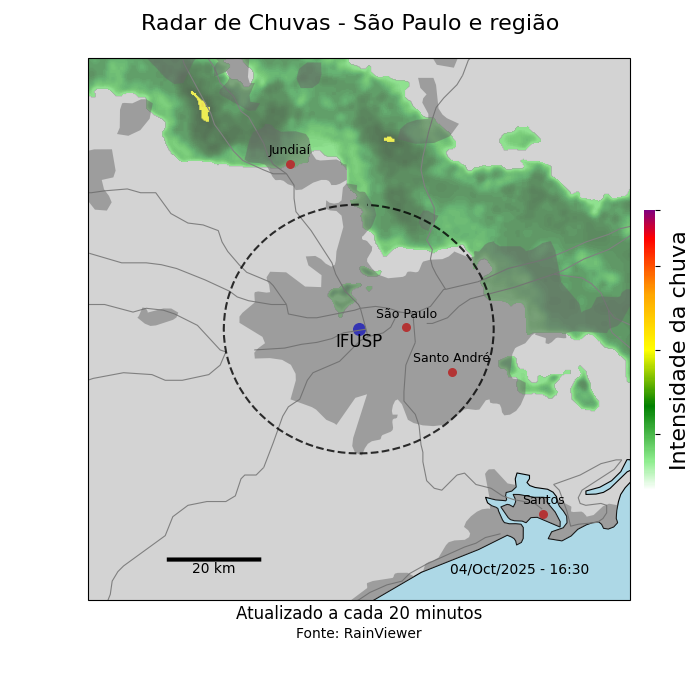 Radar de Chuvas - São Paulo e região
Jundiaí
São Paulo
IFUSP
Santo André
Intensidade da chuva
Santos
20 km
04/Oct/2025 - 16:30
Atualizado a cada 20 minutos
Fonte: RainViewer